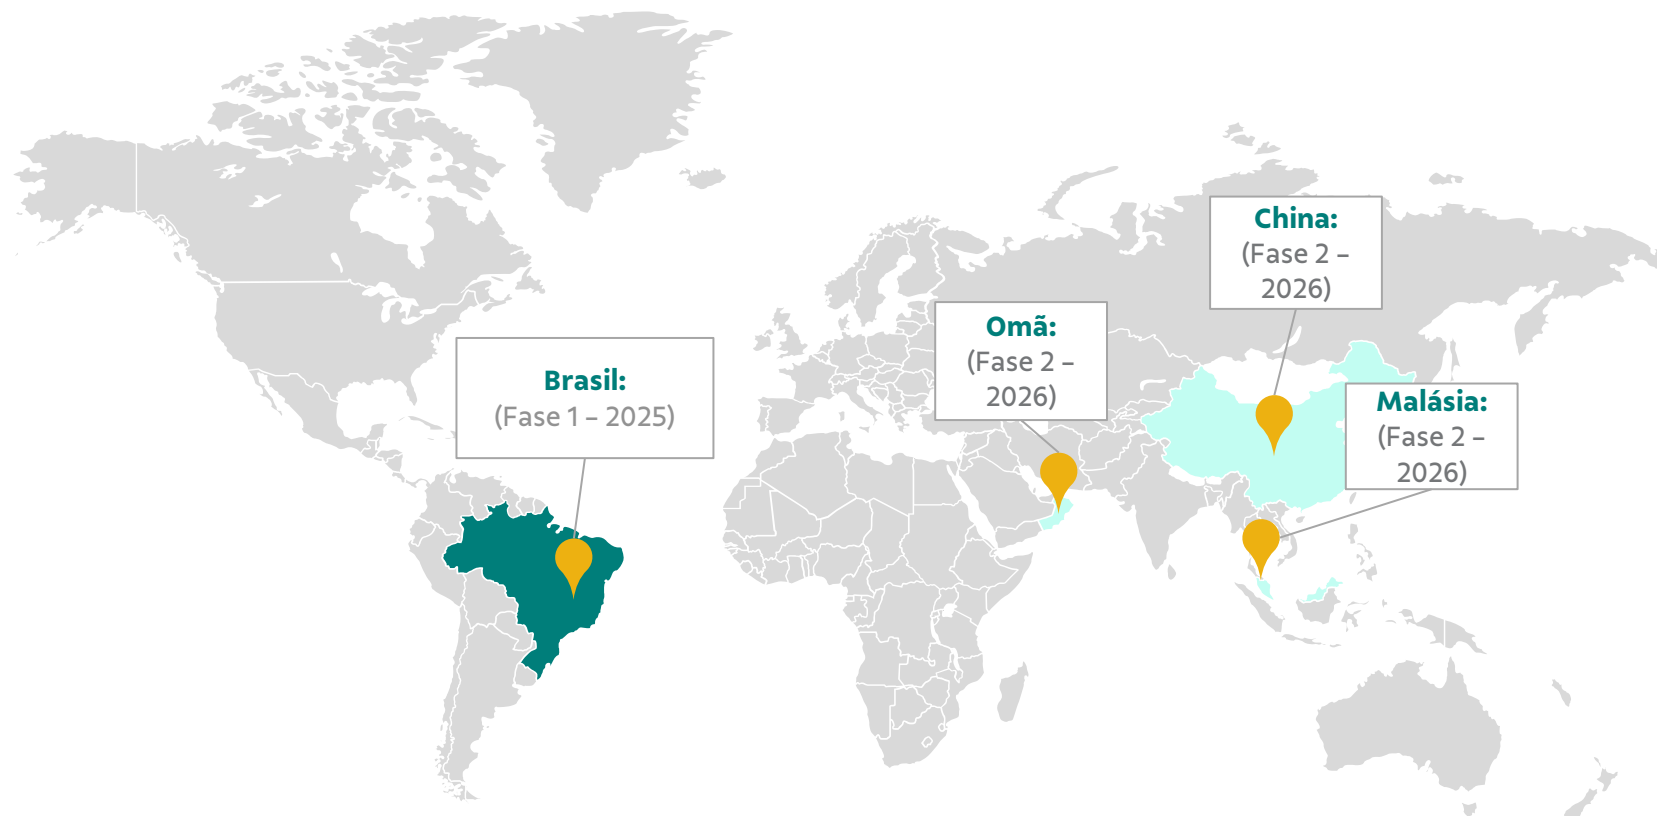 China:
(Fase 2 –
2026)
Omã:
(Fase 2 –
2026)
Brasil:
(Fase 1 – 2025)
Malásia:
(Fase 2 –
2026)